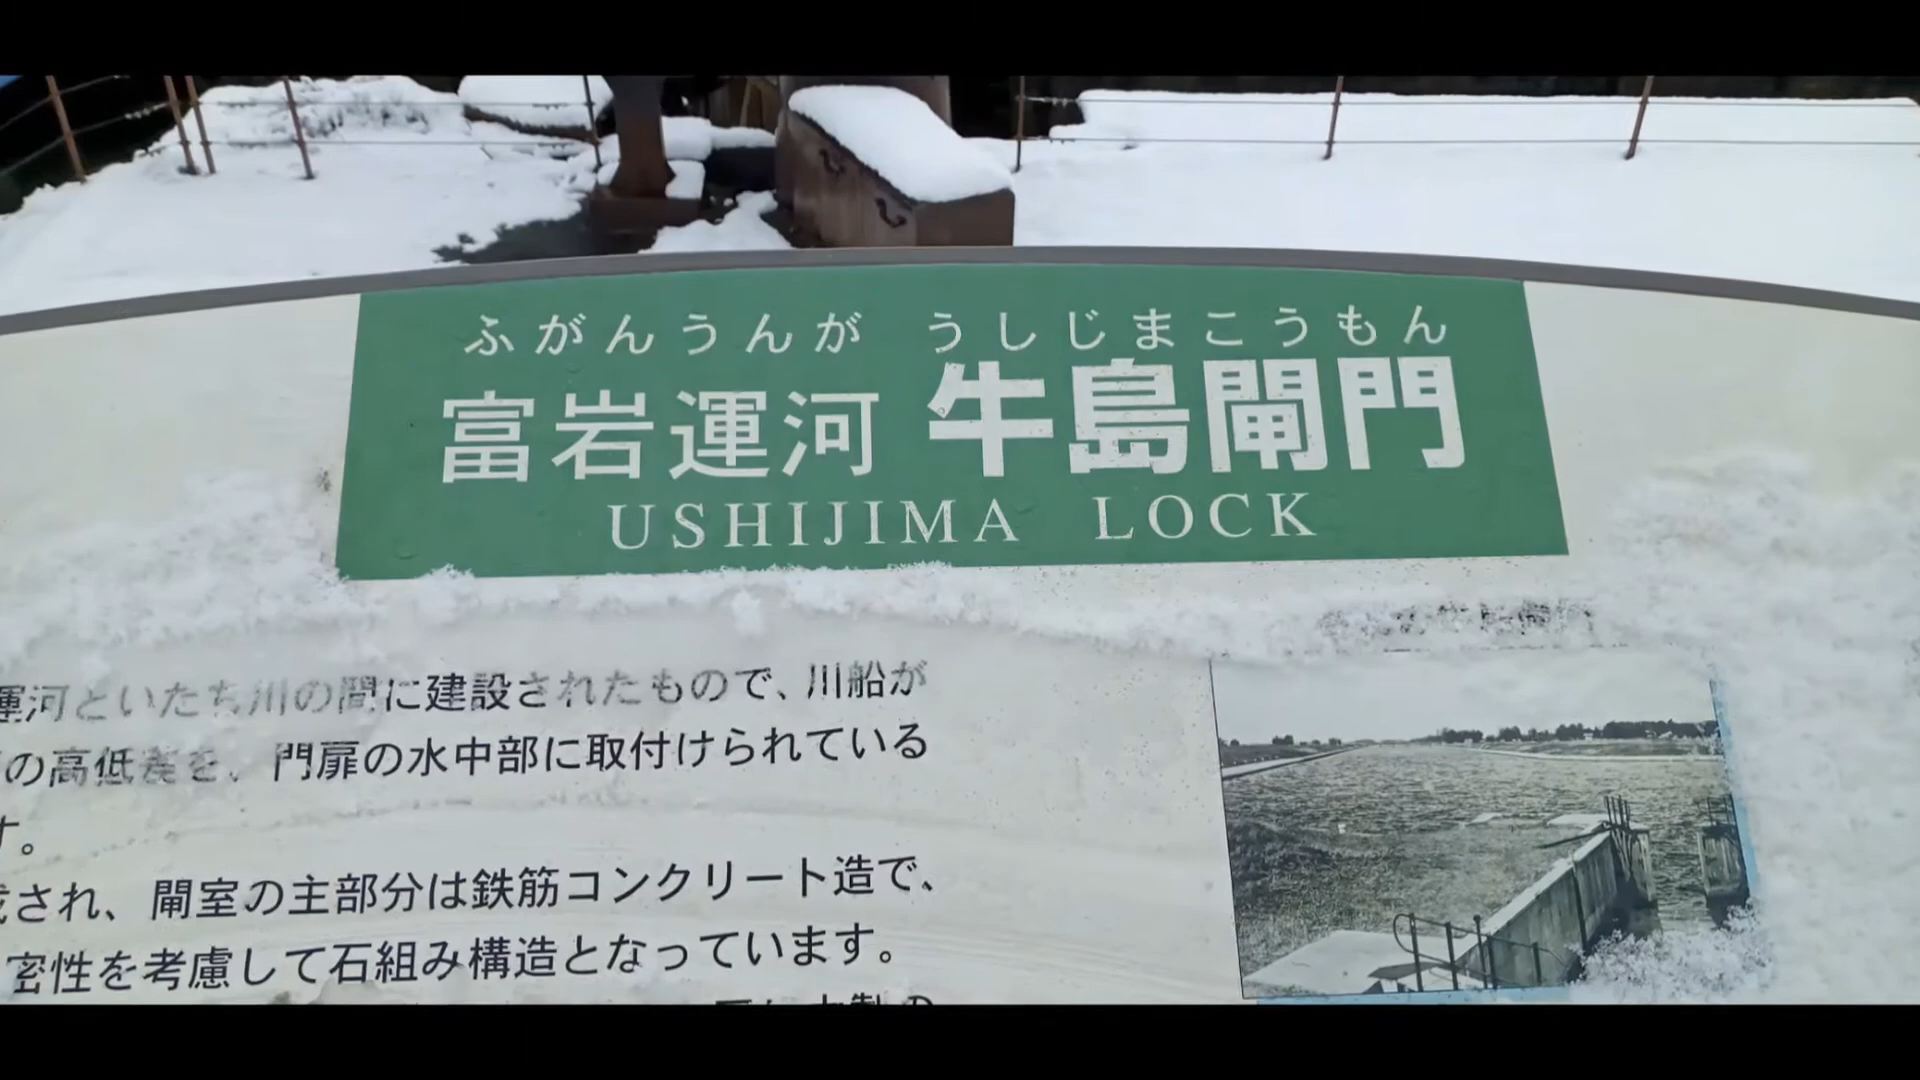 ふがんうんが うしじまこうもん
富岩運河 牛島閘門
USHIJIMA LOCK
運河といたち川の間に建設されたもので、川船が
の高低差を、門扉の水中部に取付けられている
す。
され、閘室の主部分は鉄筋コンクリート造で、
密性を考慮して石組み構造となっています。